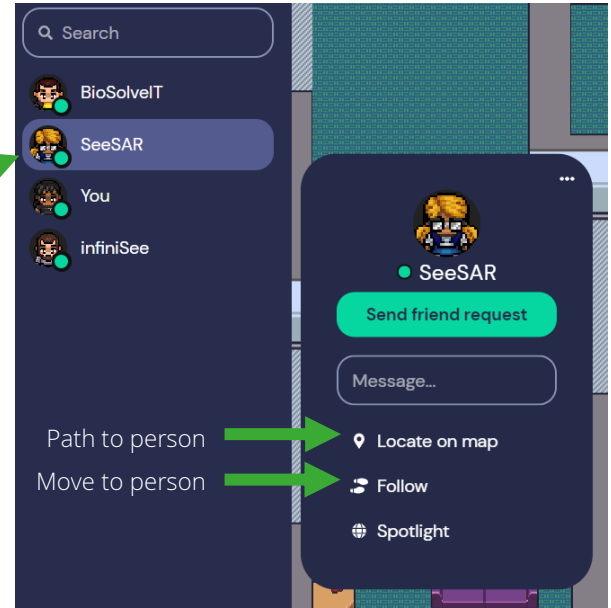 Search
BioSolveIT
SeeSAR
You
infiniSee
...
SeeSAR
Send friend request
Message...
Path to person
Locate on map
Move to person
Follow
Spotlight